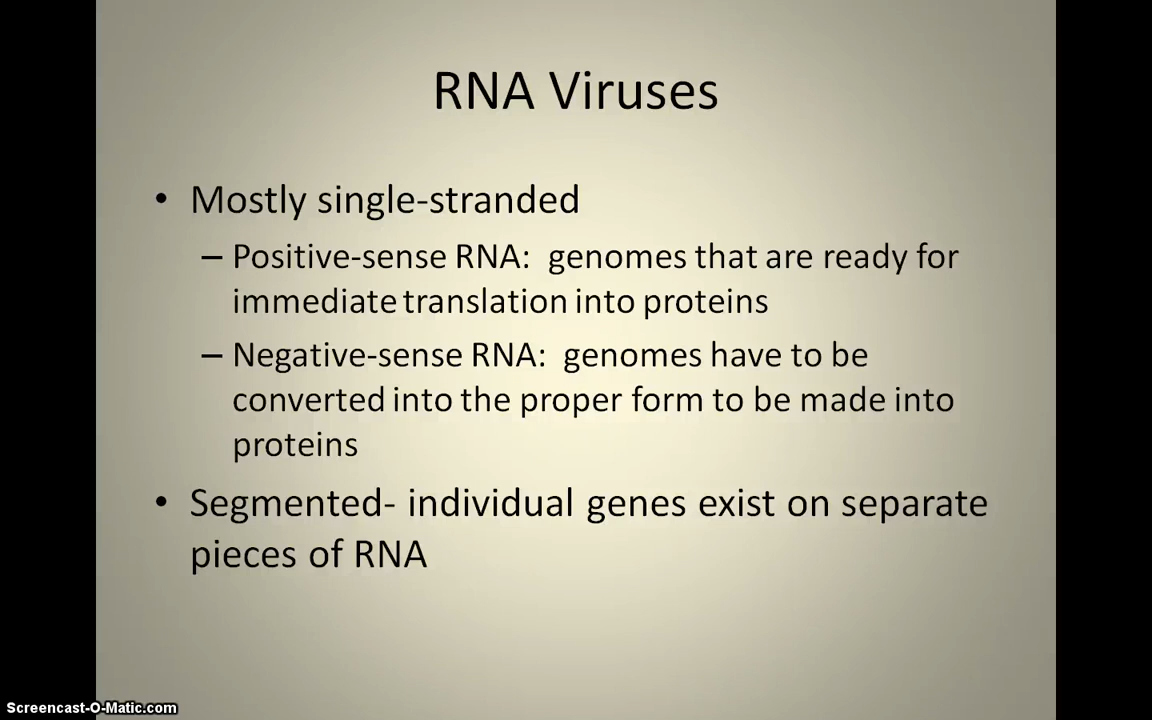 RNA Viruses
• Mostly single-stranded
– Positive-sense RNA:  genomes that are ready for
immediate translation into proteins
– Negative-sense RNA:  genomes have to be
converted into the proper form to be made into
proteins
• Segmented- individual genes exist on separate
pieces of RNA
Screencast-O-Matic.com